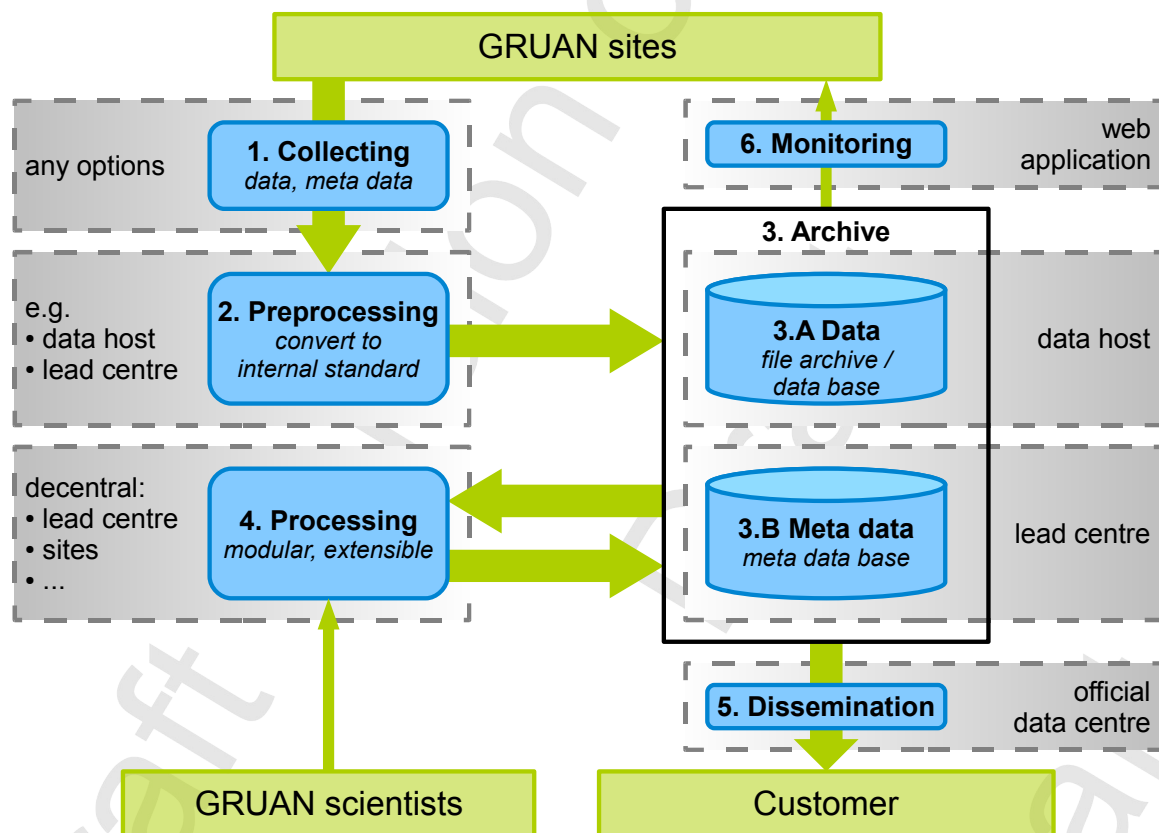 GRUAN sites
any options
1. Collecting
data, meta data
6. Monitoring
web
application
3. Archive
e.g.
• data host
• lead centre
2. Preprocessing
convert to
internal standard
3.A Data
file archive /
data base
data host
decentral:
• lead centre
• sites
• ...
4. Processing
modular, extensible
3.B Meta data
meta data base
lead centre
5. Dissemination
official
data centre
GRUAN scientists
Customer